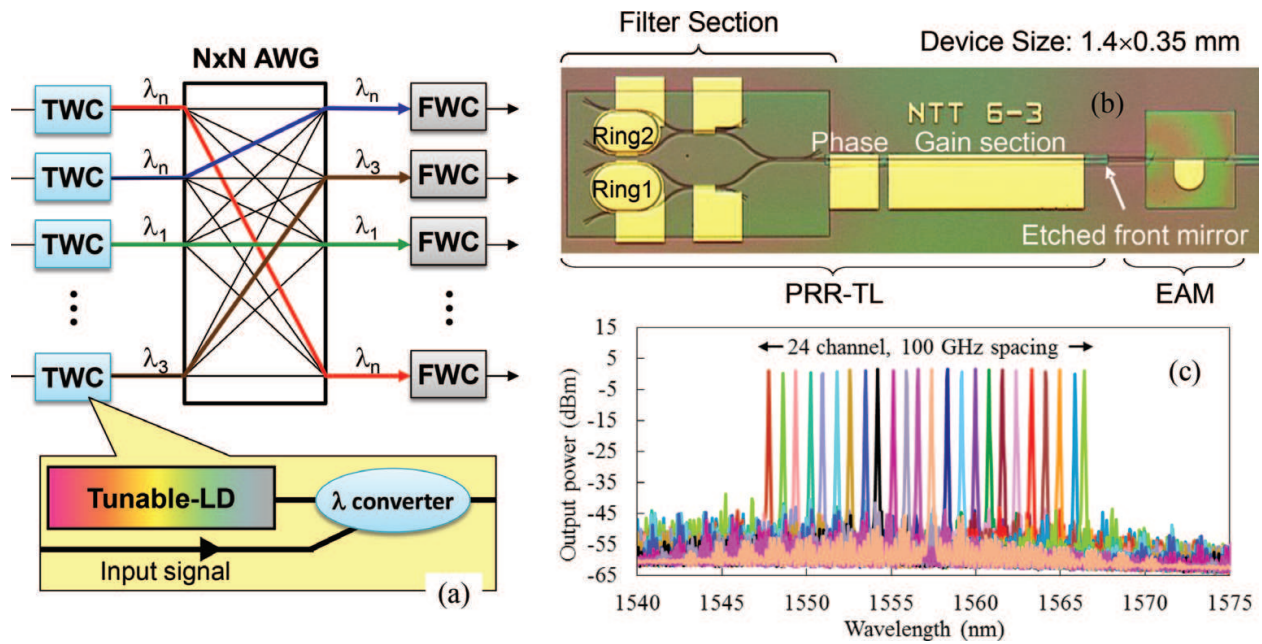 NxN AWG
TWC λn λn FWC
TWC λn λ3 FWC
TWC λ1 λ1 FWC
TWC λ3 λn FWC
Tunable-LD
λ converter
Input signal
(a)
Filter Section
Device Size: 1.4×0.35 mm
(b)
NTT 6-3
Ring2
Ring1
Phase
Gain section
Etched front mirror
PRR-TL
EAM
24 channel, 100 GHz spacing
(c)
Output power (dBm)
15
5
-5
-15
-25
-35
-45
-55
-65
1540 1545 1550 1555 1560 1565 1570 1575
Wavelength (nm)